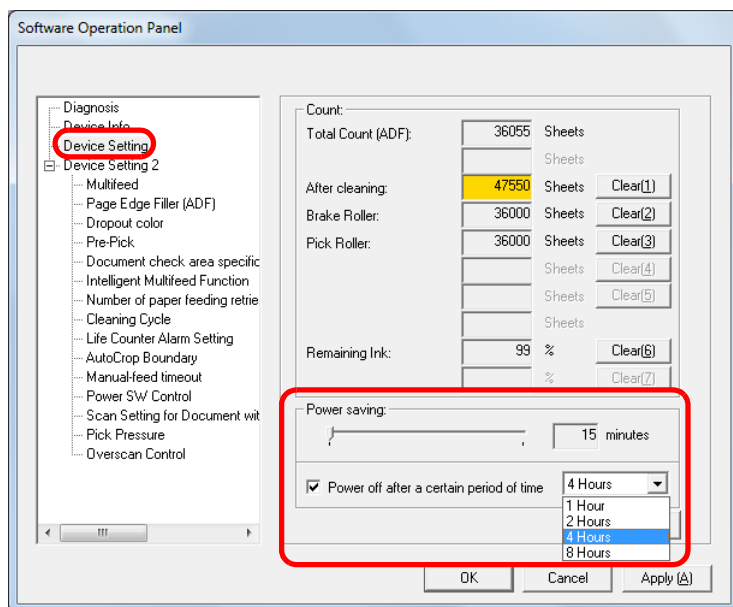 Software Operation Panel
Diagnosis
Device Info
Device Setting
Device Setting 2
Multifeed
Page Edge Filler (ADF)
Dropout color
Pre-Pick
Document check area specific
Intelligent Multifeed Function
Number of paper feeding retrie
Cleaning Cycle
Life Counter Alarm Setting
AutoCrop Boundary
Manual-feed timeout
Power SW Control
Scan Setting for Document wit
Pick Pressure
Overscan Control
Count:
Total Count (ADF): 36055 Sheets
Sheets
After cleaning: 47550 Sheets Clear(1)
Brake Roller: 36000 Sheets Clear(2)
Pick Roller: 36000 Sheets Clear(3)
Sheets Clear(4)
Sheets Clear(5)
Sheets
Remaining Ink: 99 % Clear(6)
% Clear(7)
Power saving:
15 minutes
Power off after a certain period of time 4 Hours
1 Hour
2 Hours
4 Hours
8 Hours
OK Cancel Apply (A)